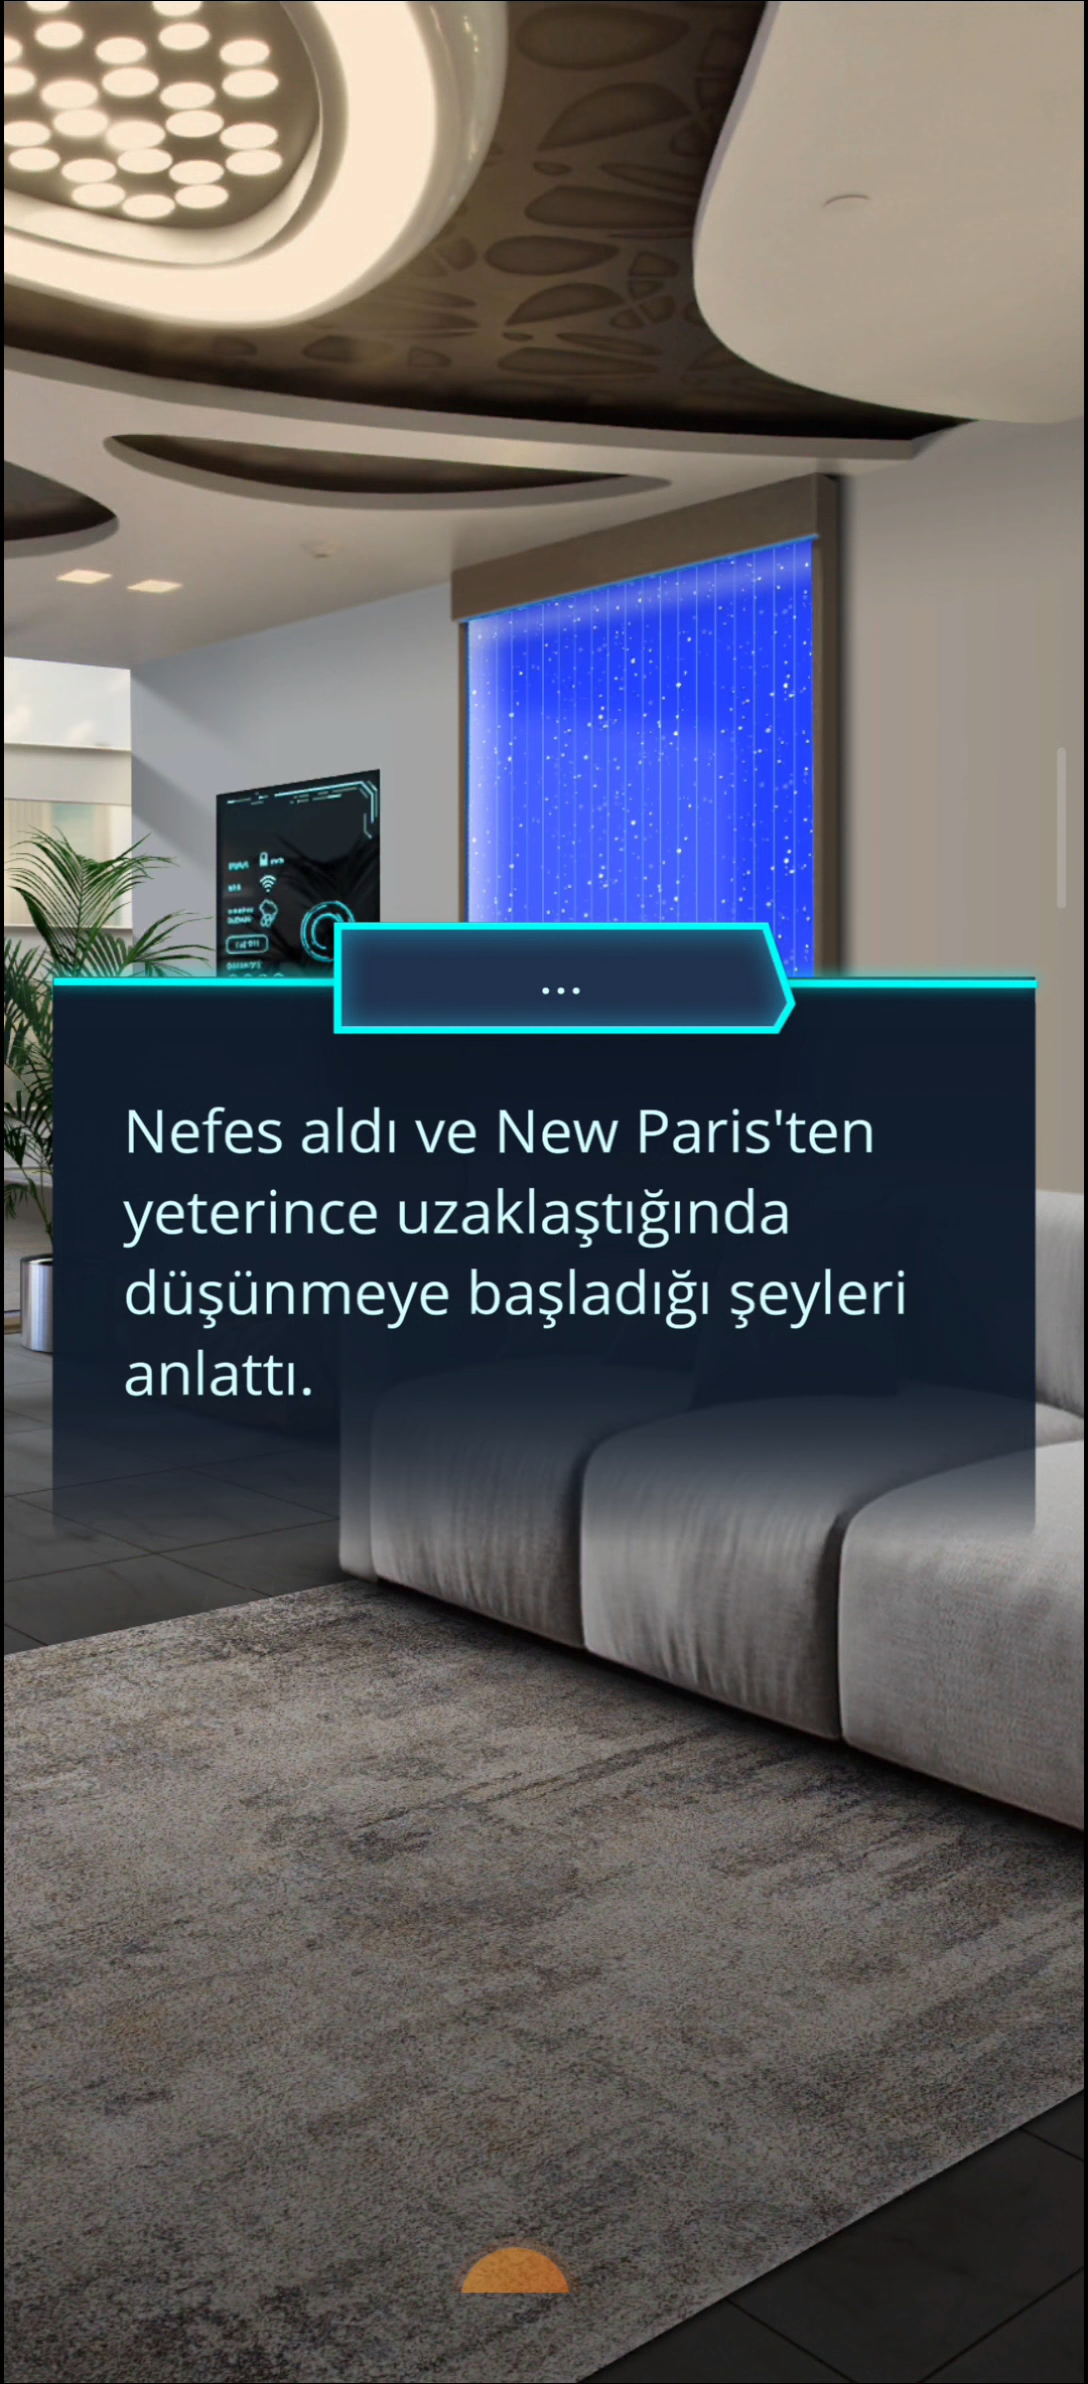 ...
Nefes aldı ve New Paris'ten
yeterince uzaklaştığında
düşünmeye başladığı şeyleri
anlattı.